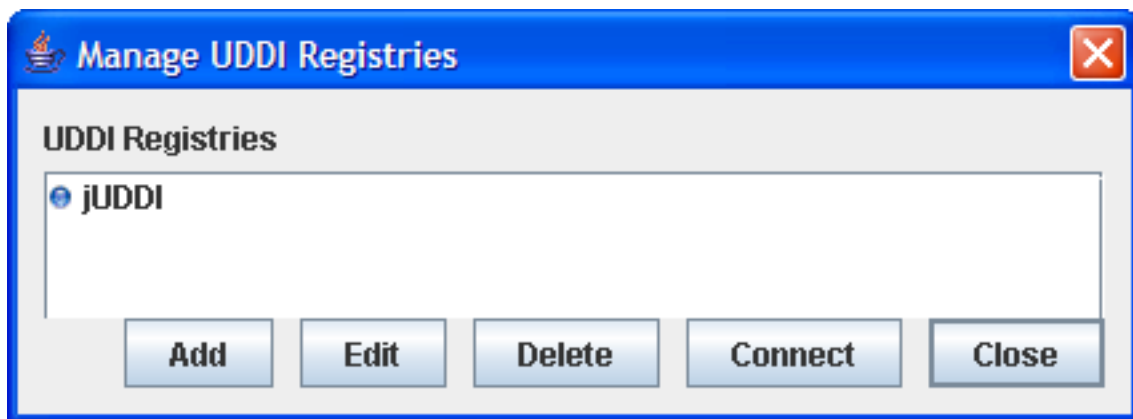 Manage UDDI Registries
UDDI Registries
jUDDI
Add Edit Delete Connect Close